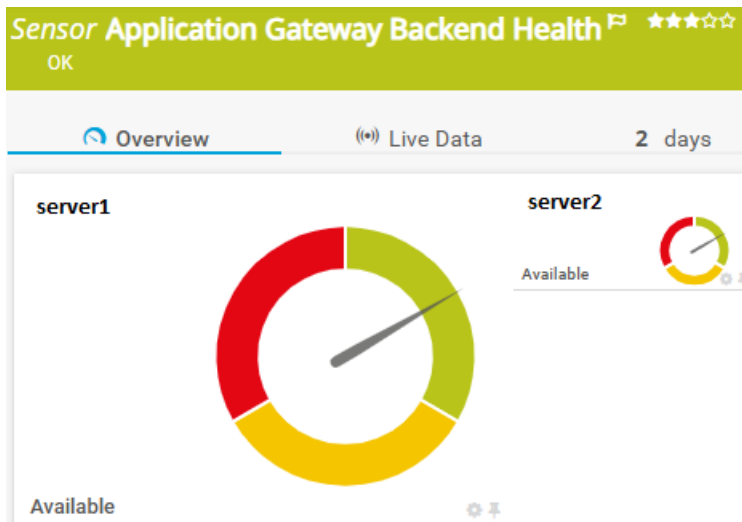 Sensor Application Gateway Backend Health
OK
Overview
Live Data
2 days
server1
server2
Available
Available